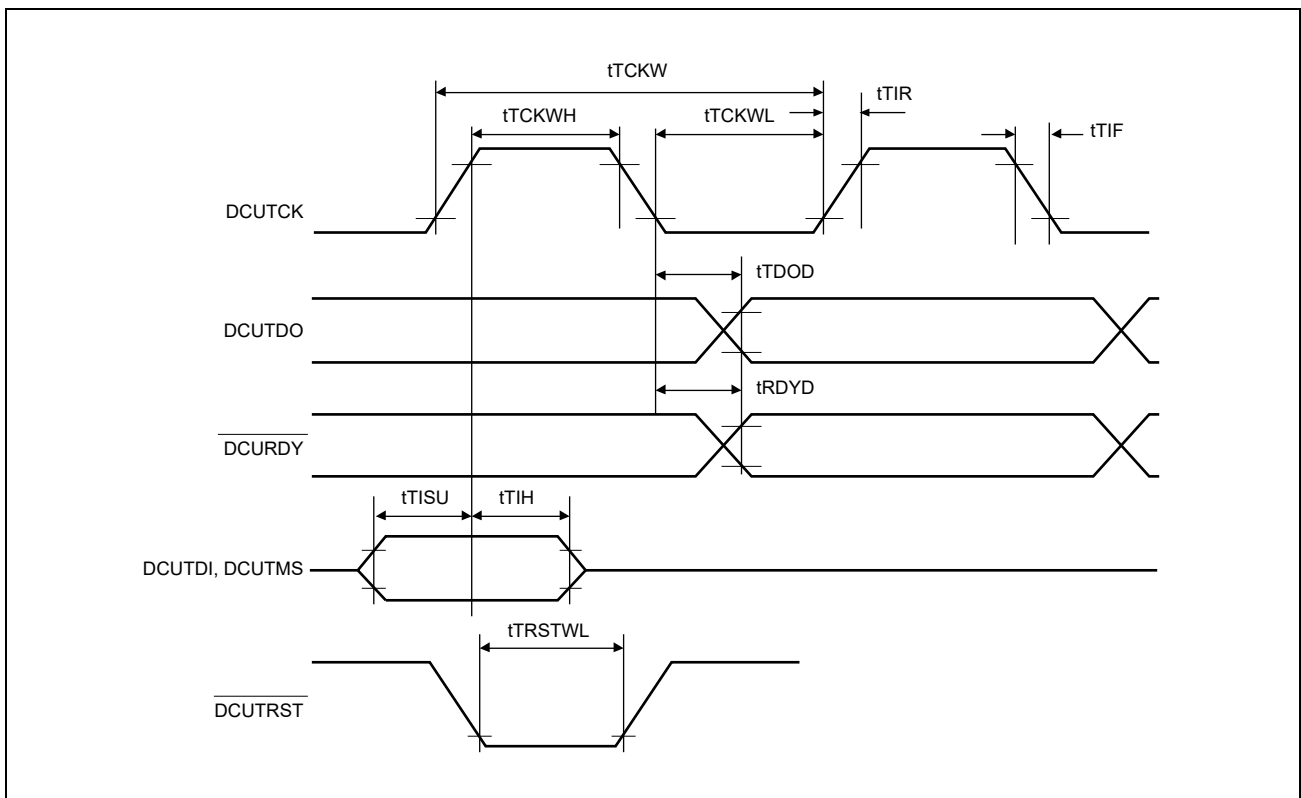 tTCKW
tTIR
tTCKWH
tTCKWL
tTIF
DCUTCK
tTDOD
DCUTDO
tRDYD
DCURDY
tTISU
tTIH
DCUTDI, DCUTMS
tTRSTWL
DCUTRST